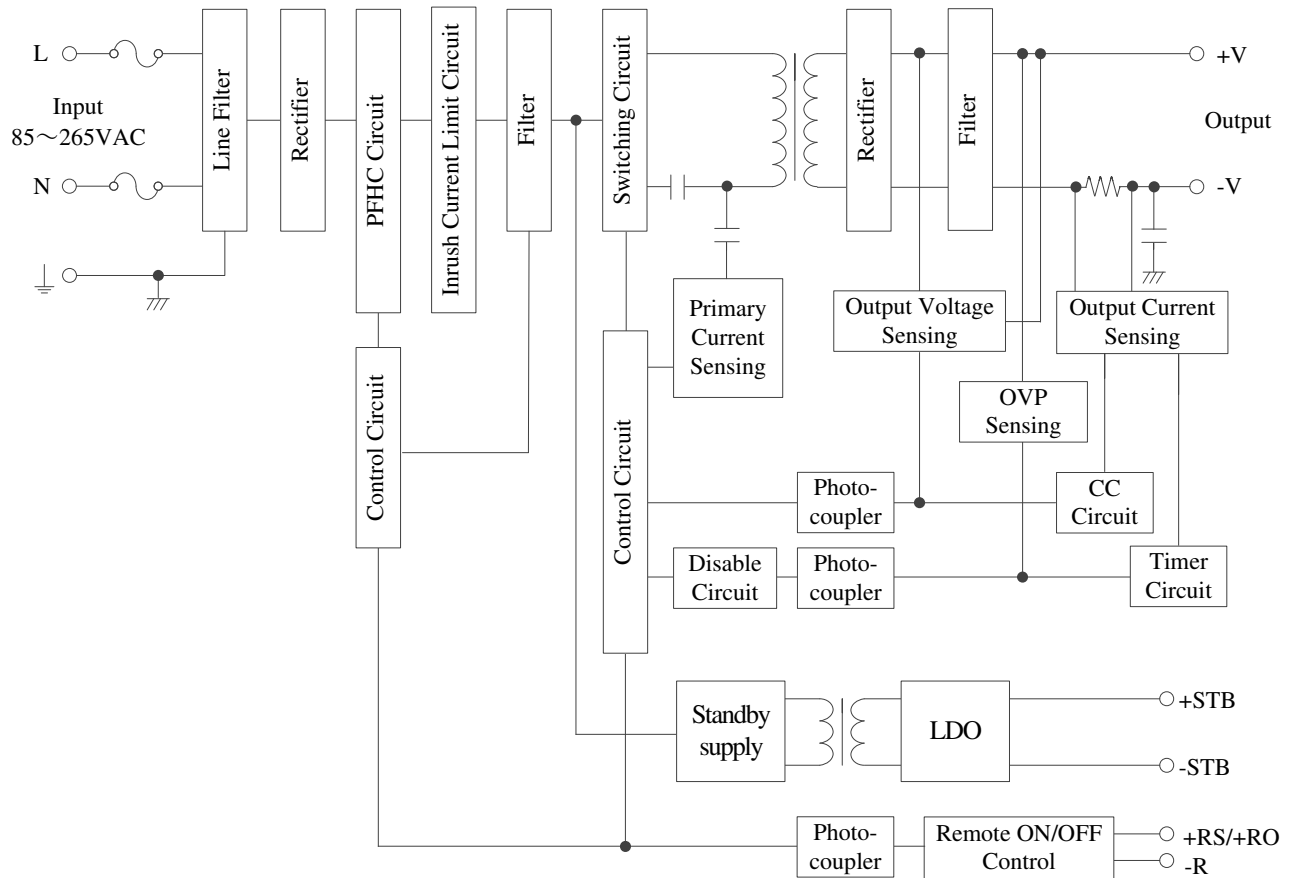 L
Input
85～265VAC
N
Line Filter
Rectifier
PFHC Circuit
Inrush Current Limit Circuit
Filter
Switching Circuit
Rectifier
Filter
+V
Output
-V
Primary
Current
Sensing
Output Voltage
Sensing
Output Current
Sensing
OVP
Sensing
Control Circuit
Control Circuit
Photo-
coupler
CC
Circuit
Disable
Circuit
Photo-
coupler
Timer
Circuit
Standby
supply
LDO
+STB
-STB
Photo-
coupler
Remote ON/OFF
Control
+RS/+RO
-R